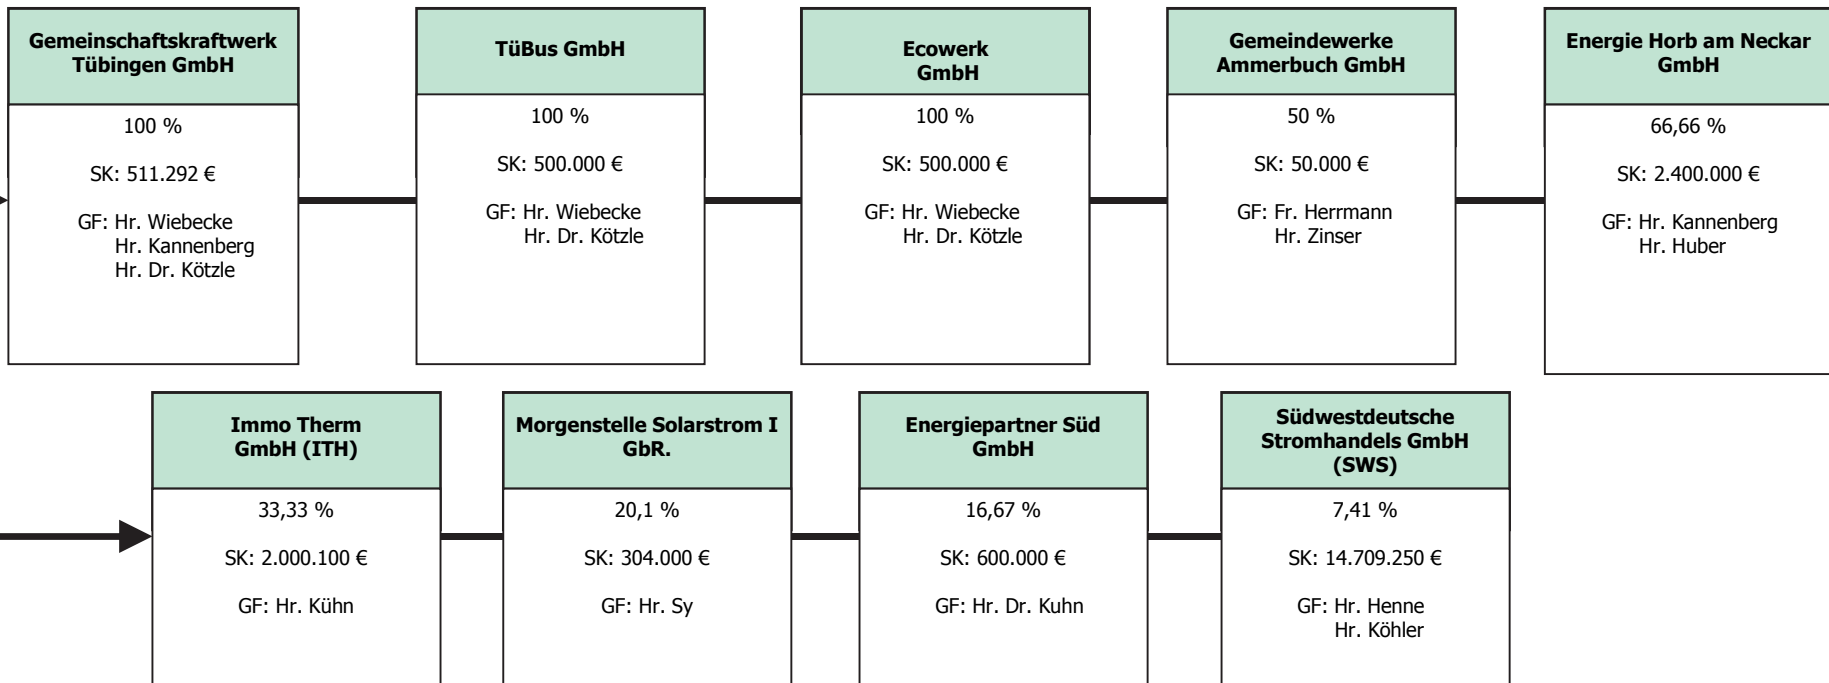 Gemeinschaftskraftwerk
Tübingen GmbH
100 %
SK: 511.292 €
GF: Hr. Wiebecke
Hr. Kannenberg
Hr. Dr. Kötzle
TüBus GmbH
100 %
SK: 500.000 €
GF: Hr. Wiebecke
Hr. Dr. Kötzle
Ecowerk
GmbH
100 %
SK: 500.000 €
GF: Hr. Wiebecke
Hr. Dr. Kötzle
Gemeindewerke
Ammerbuch GmbH
50 %
SK: 50.000 €
GF: Fr. Herrmann
Hr. Zinser
Energie Horb am Neckar
GmbH
66,66 %
SK: 2.400.000 €
GF: Hr. Kannenberg
Hr. Huber
Immo Therm
GmbH (ITH)
33,33 %
SK: 2.000.100 €
GF: Hr. Kühn
Morgenstelle Solarstrom I
GbR.
20,1 %
SK: 304.000 €
GF: Hr. Sy
Energiepartner Süd
GmbH
16,67 %
SK: 600.000 €
GF: Hr. Dr. Kuhn
Südwestdeutsche
Stromhandels GmbH
(SWS)
7,41 %
SK: 14.709.250 €
GF: Hr. Henne
Hr. Köhler